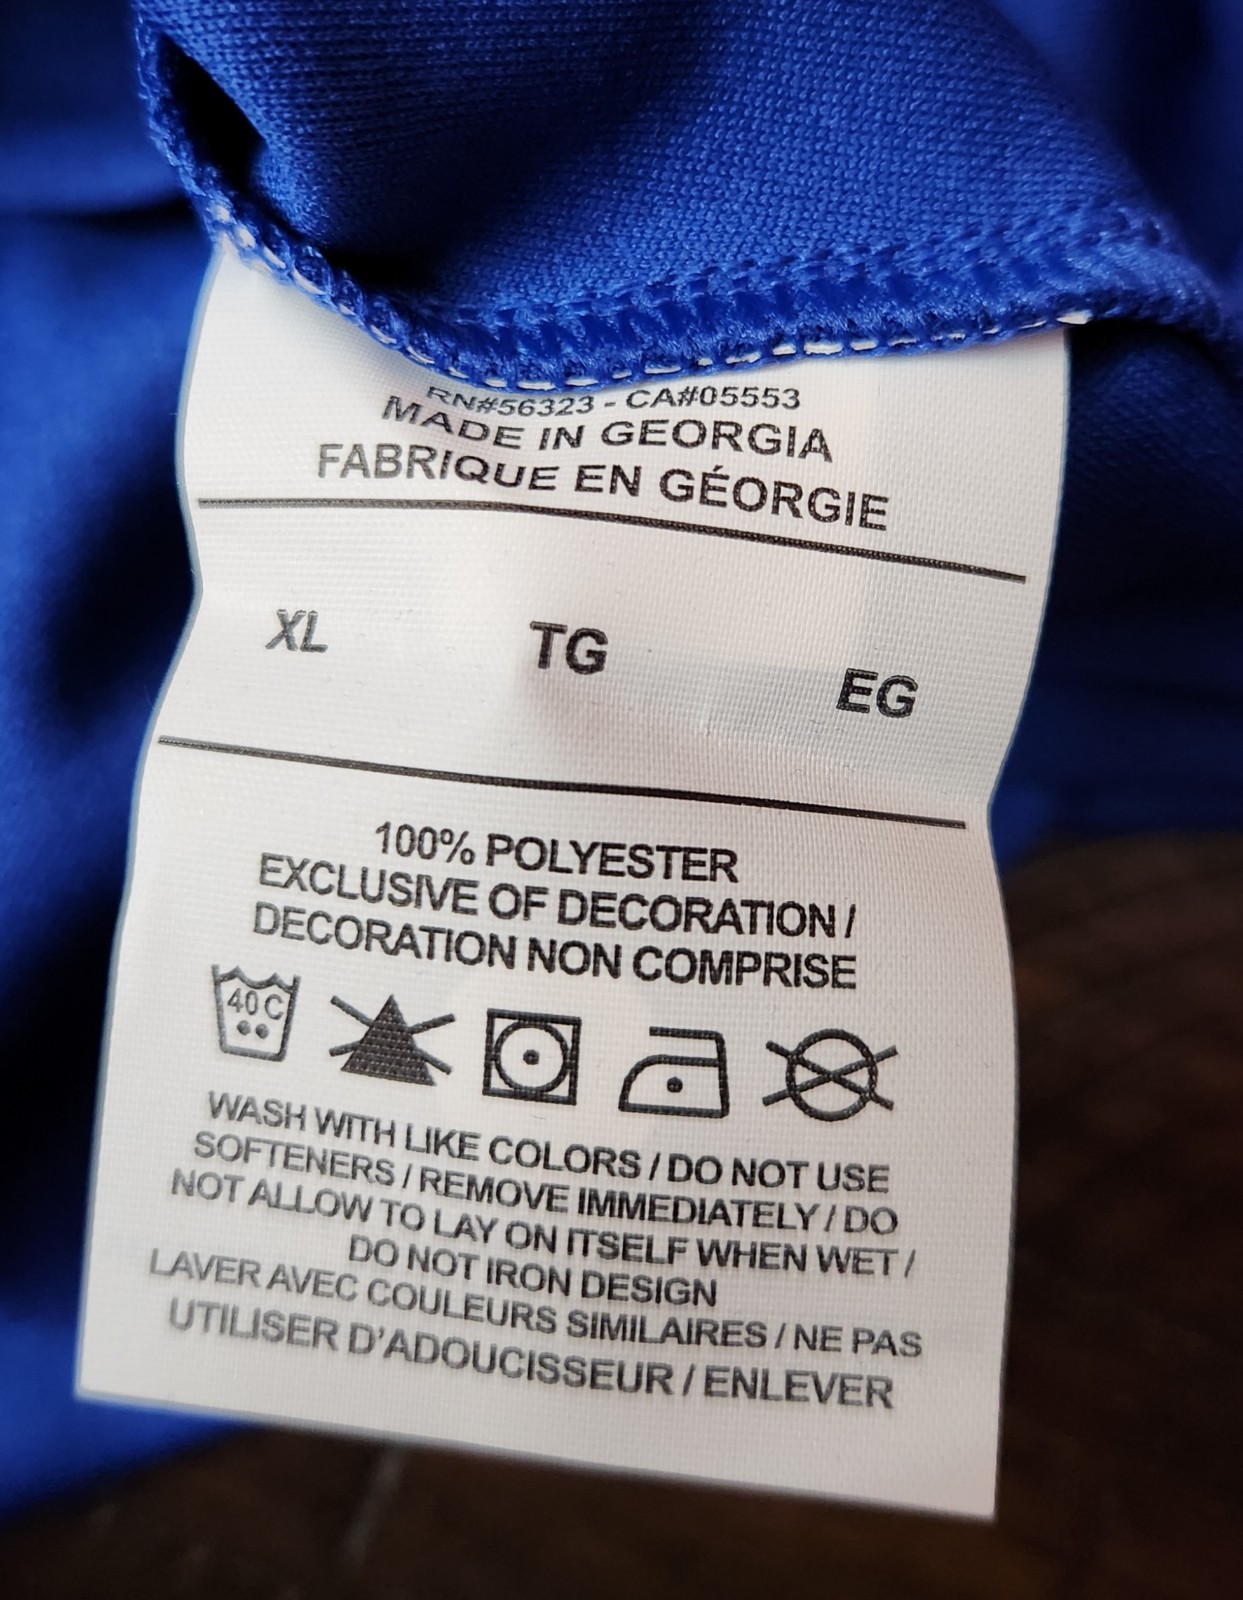 RN#56323 - CA#05553
MADE IN GEORGIA
FABRIQUE EN GÉORGIE
XL TG EG
100% POLYESTER
EXCLUSIVE OF DECORATION /
DECORATION NON COMPRISE
40C
WASH WITH LIKE COLORS / DO NOT USE
SOFTENERS / REMOVE IMMEDIATELY / DO
NOT ALLOW TO LAY ON ITSELF WHEN WET /
DO NOT IRON DESIGN
LAVER AVEC COULEURS SIMILAIRES / NE PAS
UTILISER D'ADOUCISSEUR / ENLEVER